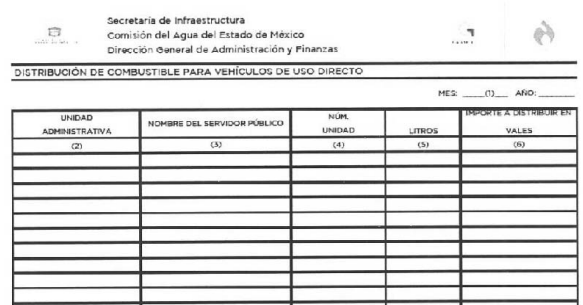 Secretaría de Infraestructura
Comisión del Agua del Estado de México
Dirección General de Administración y Finanzas
DISTRIBUCIÓN DE COMBUSTIBLE PARA VEHÍCULOS DE USO DIRECTO
MES: ____(1)___ AÑO: ________
UNIDAD ADMINISTRATIVA
NOMBRE DEL SERVIDOR PÚBLICO
NÚM. UNIDAD
LITROS
IMPORTE A DISTRIBUIR EN VALES
(2) (3) (4) (5) (6)